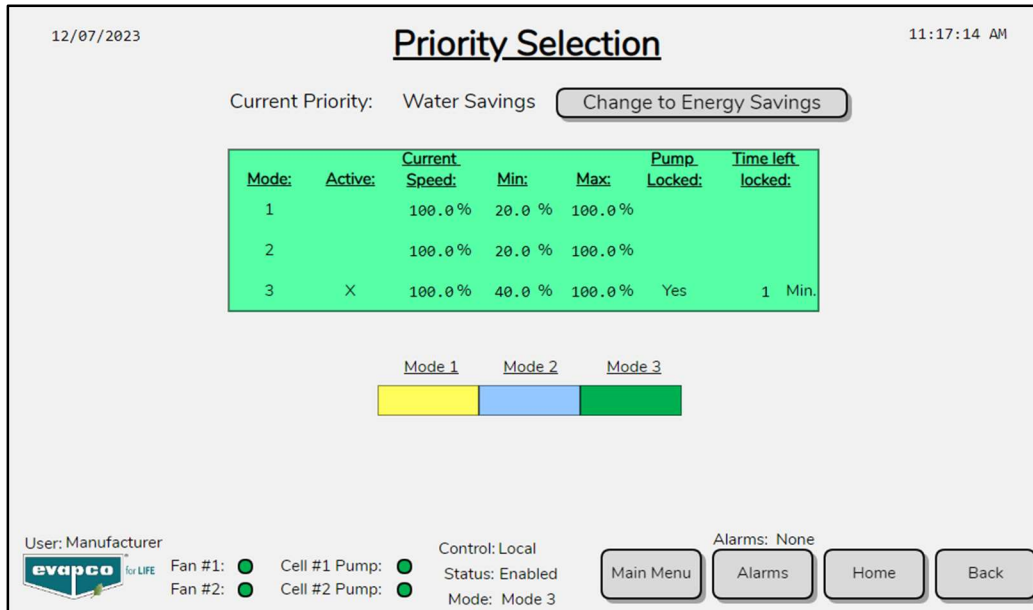 12/07/2023
Priority Selection
11:17:14 AM
Current Priority: Water Savings Change to Energy Savings
Mode: Active: Current Speed: Min: Max: Pump Locked: Time left locked:
1 100.0% 20.0 % 100.0%
2 100.0% 20.0 % 100.0%
3 X 100.0% 40.0 % 100.0% Yes 1 Min.
Mode 1 Mode 2 Mode 3
User: Manufacturer
evapco for LIFE
Fan #1: Cell #1 Pump:
Fan #2: Cell #2 Pump:
Control: Local
Status: Enabled
Mode: Mode 3
Alarms: None
Main Menu Alarms Home Back